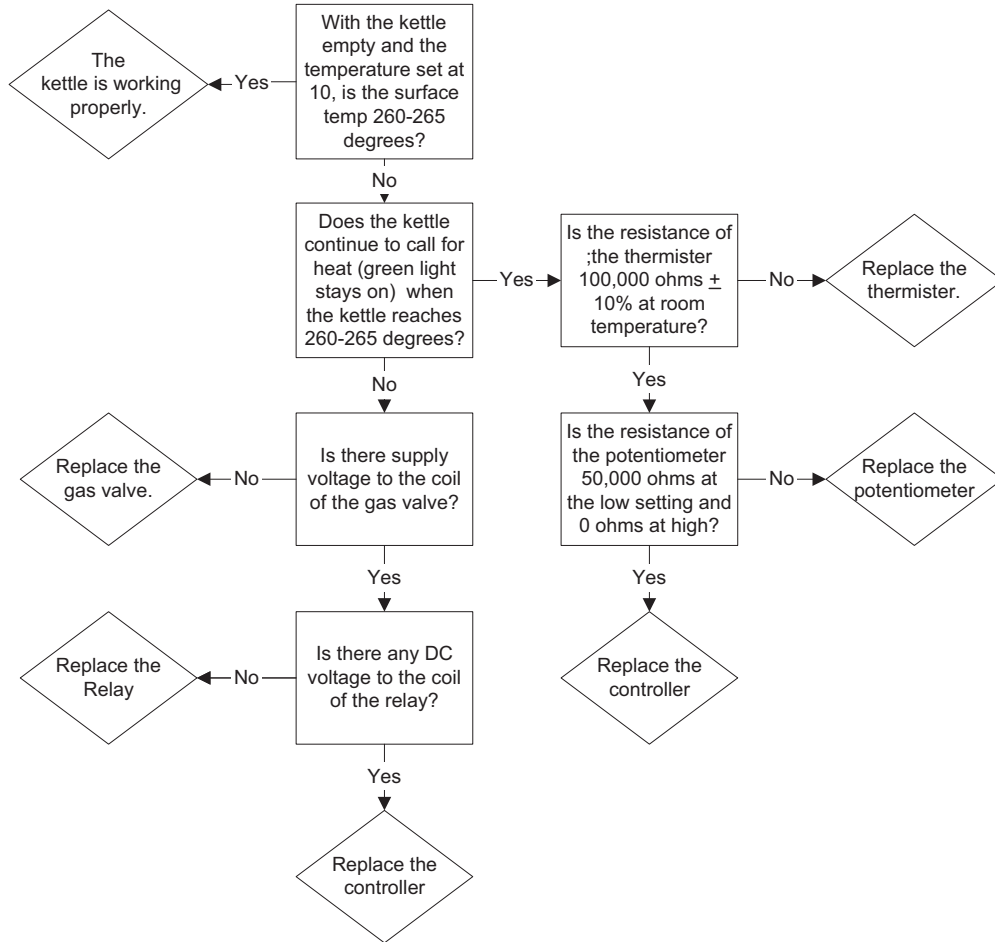 With the kettle
empty and the
temperature set at
10, is the surface
temp 260-265
degrees?
Yes
The
kettle is working
properly.
No
Does the kettle
continue to call for
heat (green light
stays on)  when
the kettle reaches
260-265 degrees?
Yes
Is the resistance of
;the thermister
100,000 ohms ±
10% at room
temperature?
No
Replace the
thermister.
No
Yes
Is there supply
voltage to the coil
of the gas valve?
No
Replace the
gas valve.
Is the resistance of
the potentiometer
50,000 ohms at
the low setting and
0 ohms at high?
No
Replace the
potentiometer
Yes
Yes
Is there any DC
voltage to the coil
of the relay?
No
Replace the
Relay
Replace the
controller
Yes
Replace the
controller